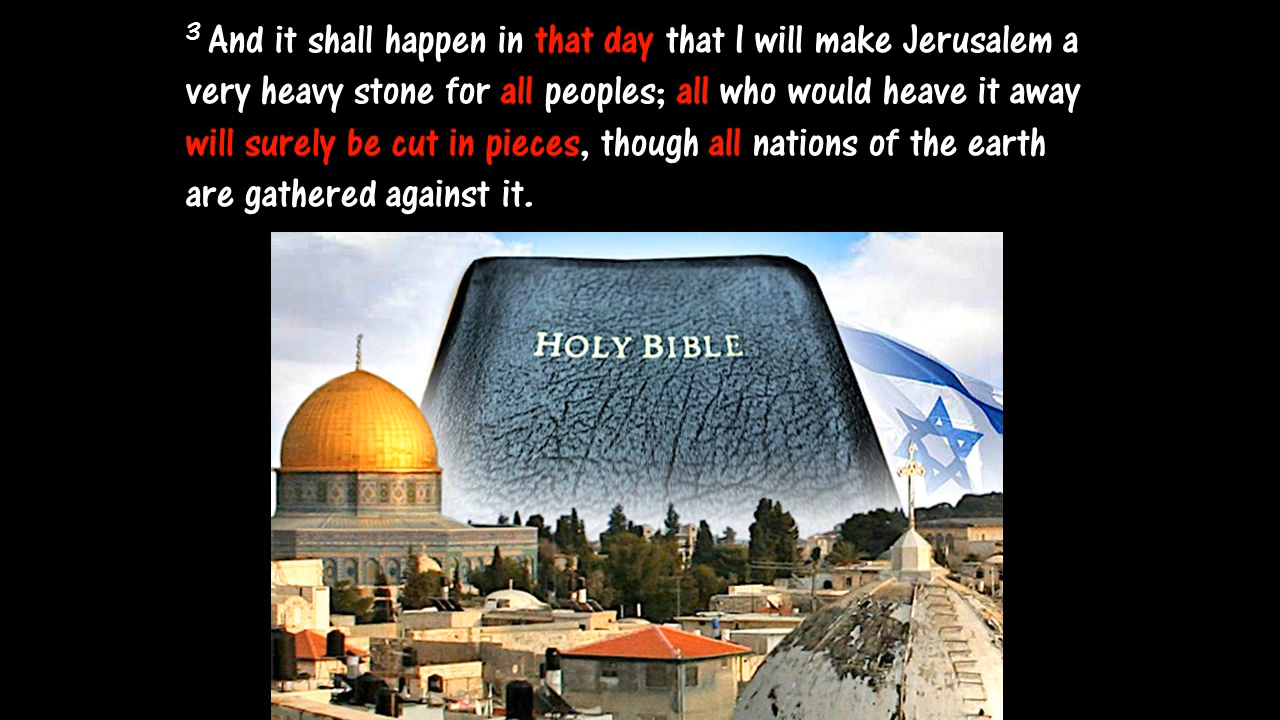 ³ And it shall happen in that day that I will make Jerusalem a
very heavy stone for all peoples; all who would heave it away
will surely be cut in pieces, though all nations of the earth
are gathered against it.
HOLY BIBLE